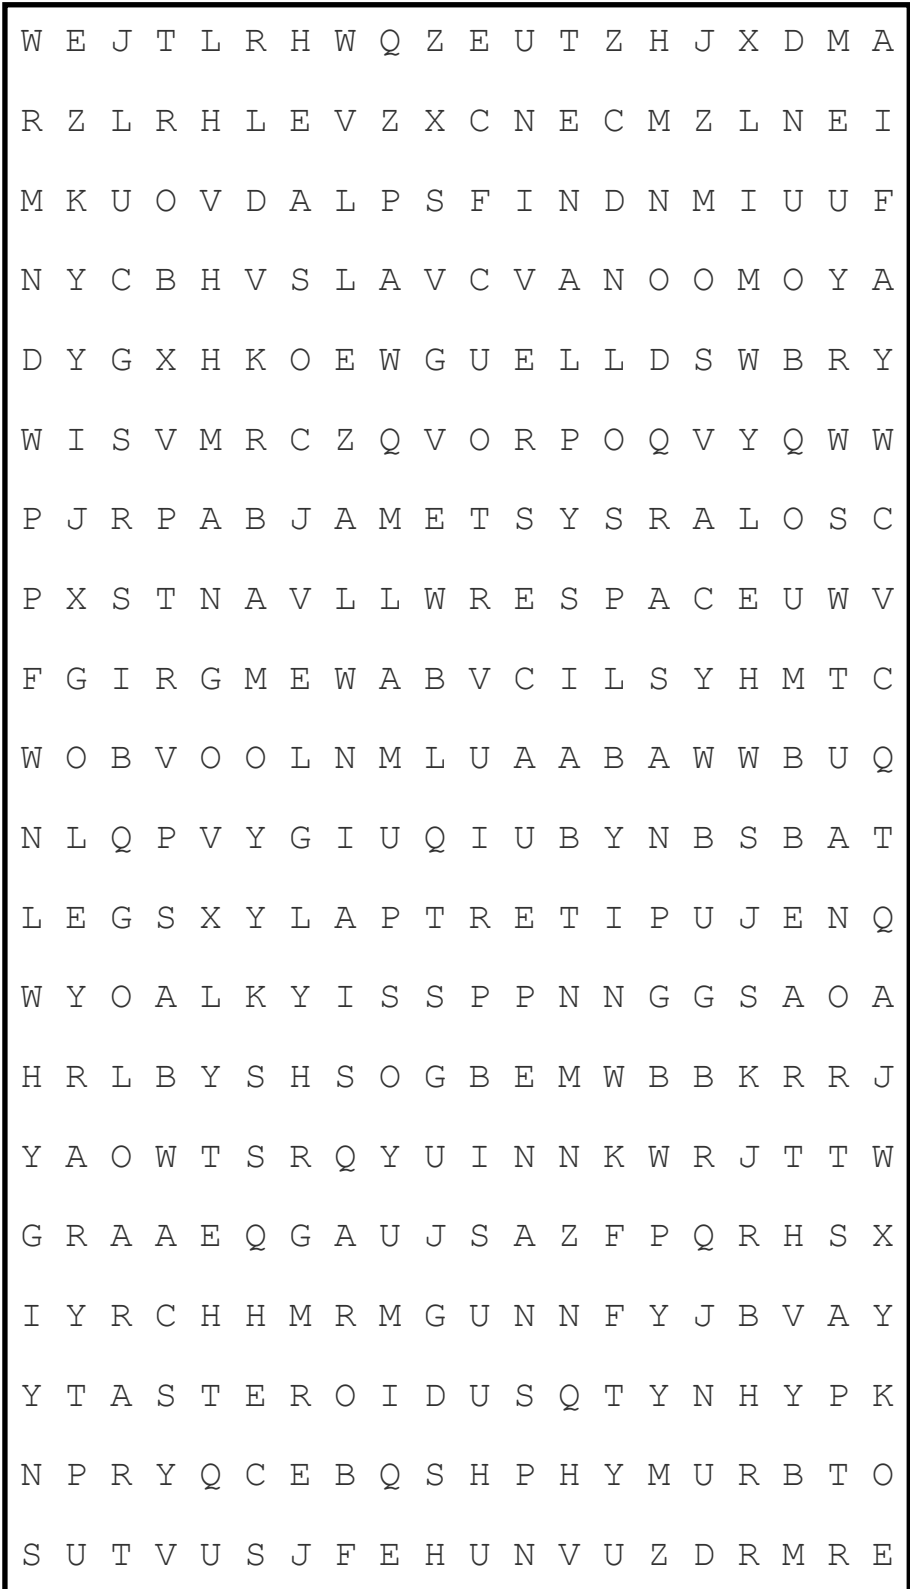 W E J T L R H W Q Z E U T Z H J X D M A
R Z L R H L E V Z X C N E C M Z L N E I
M K U O V D A L P S F I N D N M I U U F
N Y C B H V S L A V C V A N O O M O Y A
D Y G X H K O E W G U E L L D S W B R Y
W I S V M R C Z Q V O R P O Q V Y Q W W
P J R P A B J A M E T S Y S R A L O S C
P X S T N A V L L W R E S P A C E U W V
F G I R G M E W A B V C I L S Y H M T C
W O B V O O L N M L U A A B A W W B U Q
N L Q P V Y G I U Q I U B Y N B S B A T
L E G S X Y L A P T R E T I P U J E N Q
W Y O A L K Y I S S P P N N G G S A O A
H R L B Y S H S O G B E M W B B K R R J
Y A O W T S R Q Y U I N N K W R J T T W
G R A A E Q G A U J S A Z F P Q R H S X
I Y R C H H M R M G U N N F Y J B V A Y
Y T A S T E R O I D U S Q T Y N H Y P K
N P R Y Q C E B Q S H P H Y M U R B T O
S U T V U S J F E H U N V U Z D R M R E